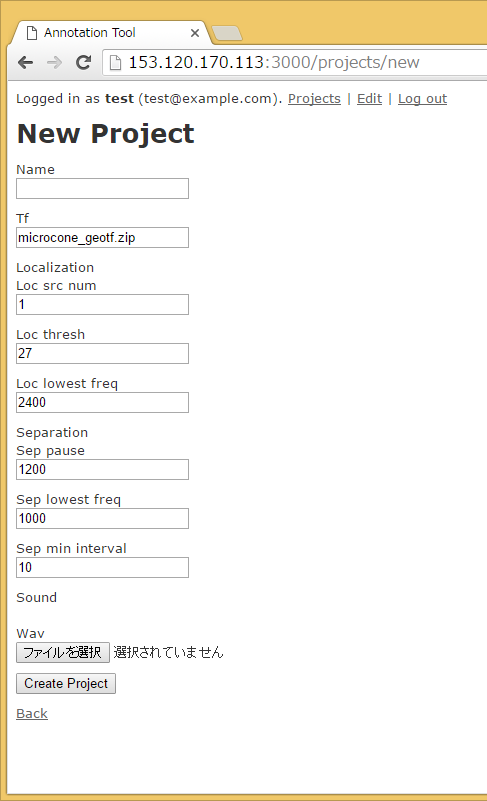 Annotation Tool
153.120.170.113:3000/projects/new
Logged in as test (test@example.com). Projects | Edit | Log out
New Project
Name
Tf
microcone_geotf.zip
Localization
Loc src num
1
Loc thresh
27
Loc lowest freq
2400
Separation
Sep pause
1200
Sep lowest freq
1000
Sep min interval
10
Sound
Wav
ファイルを選択 選択されていません
Create Project
Back